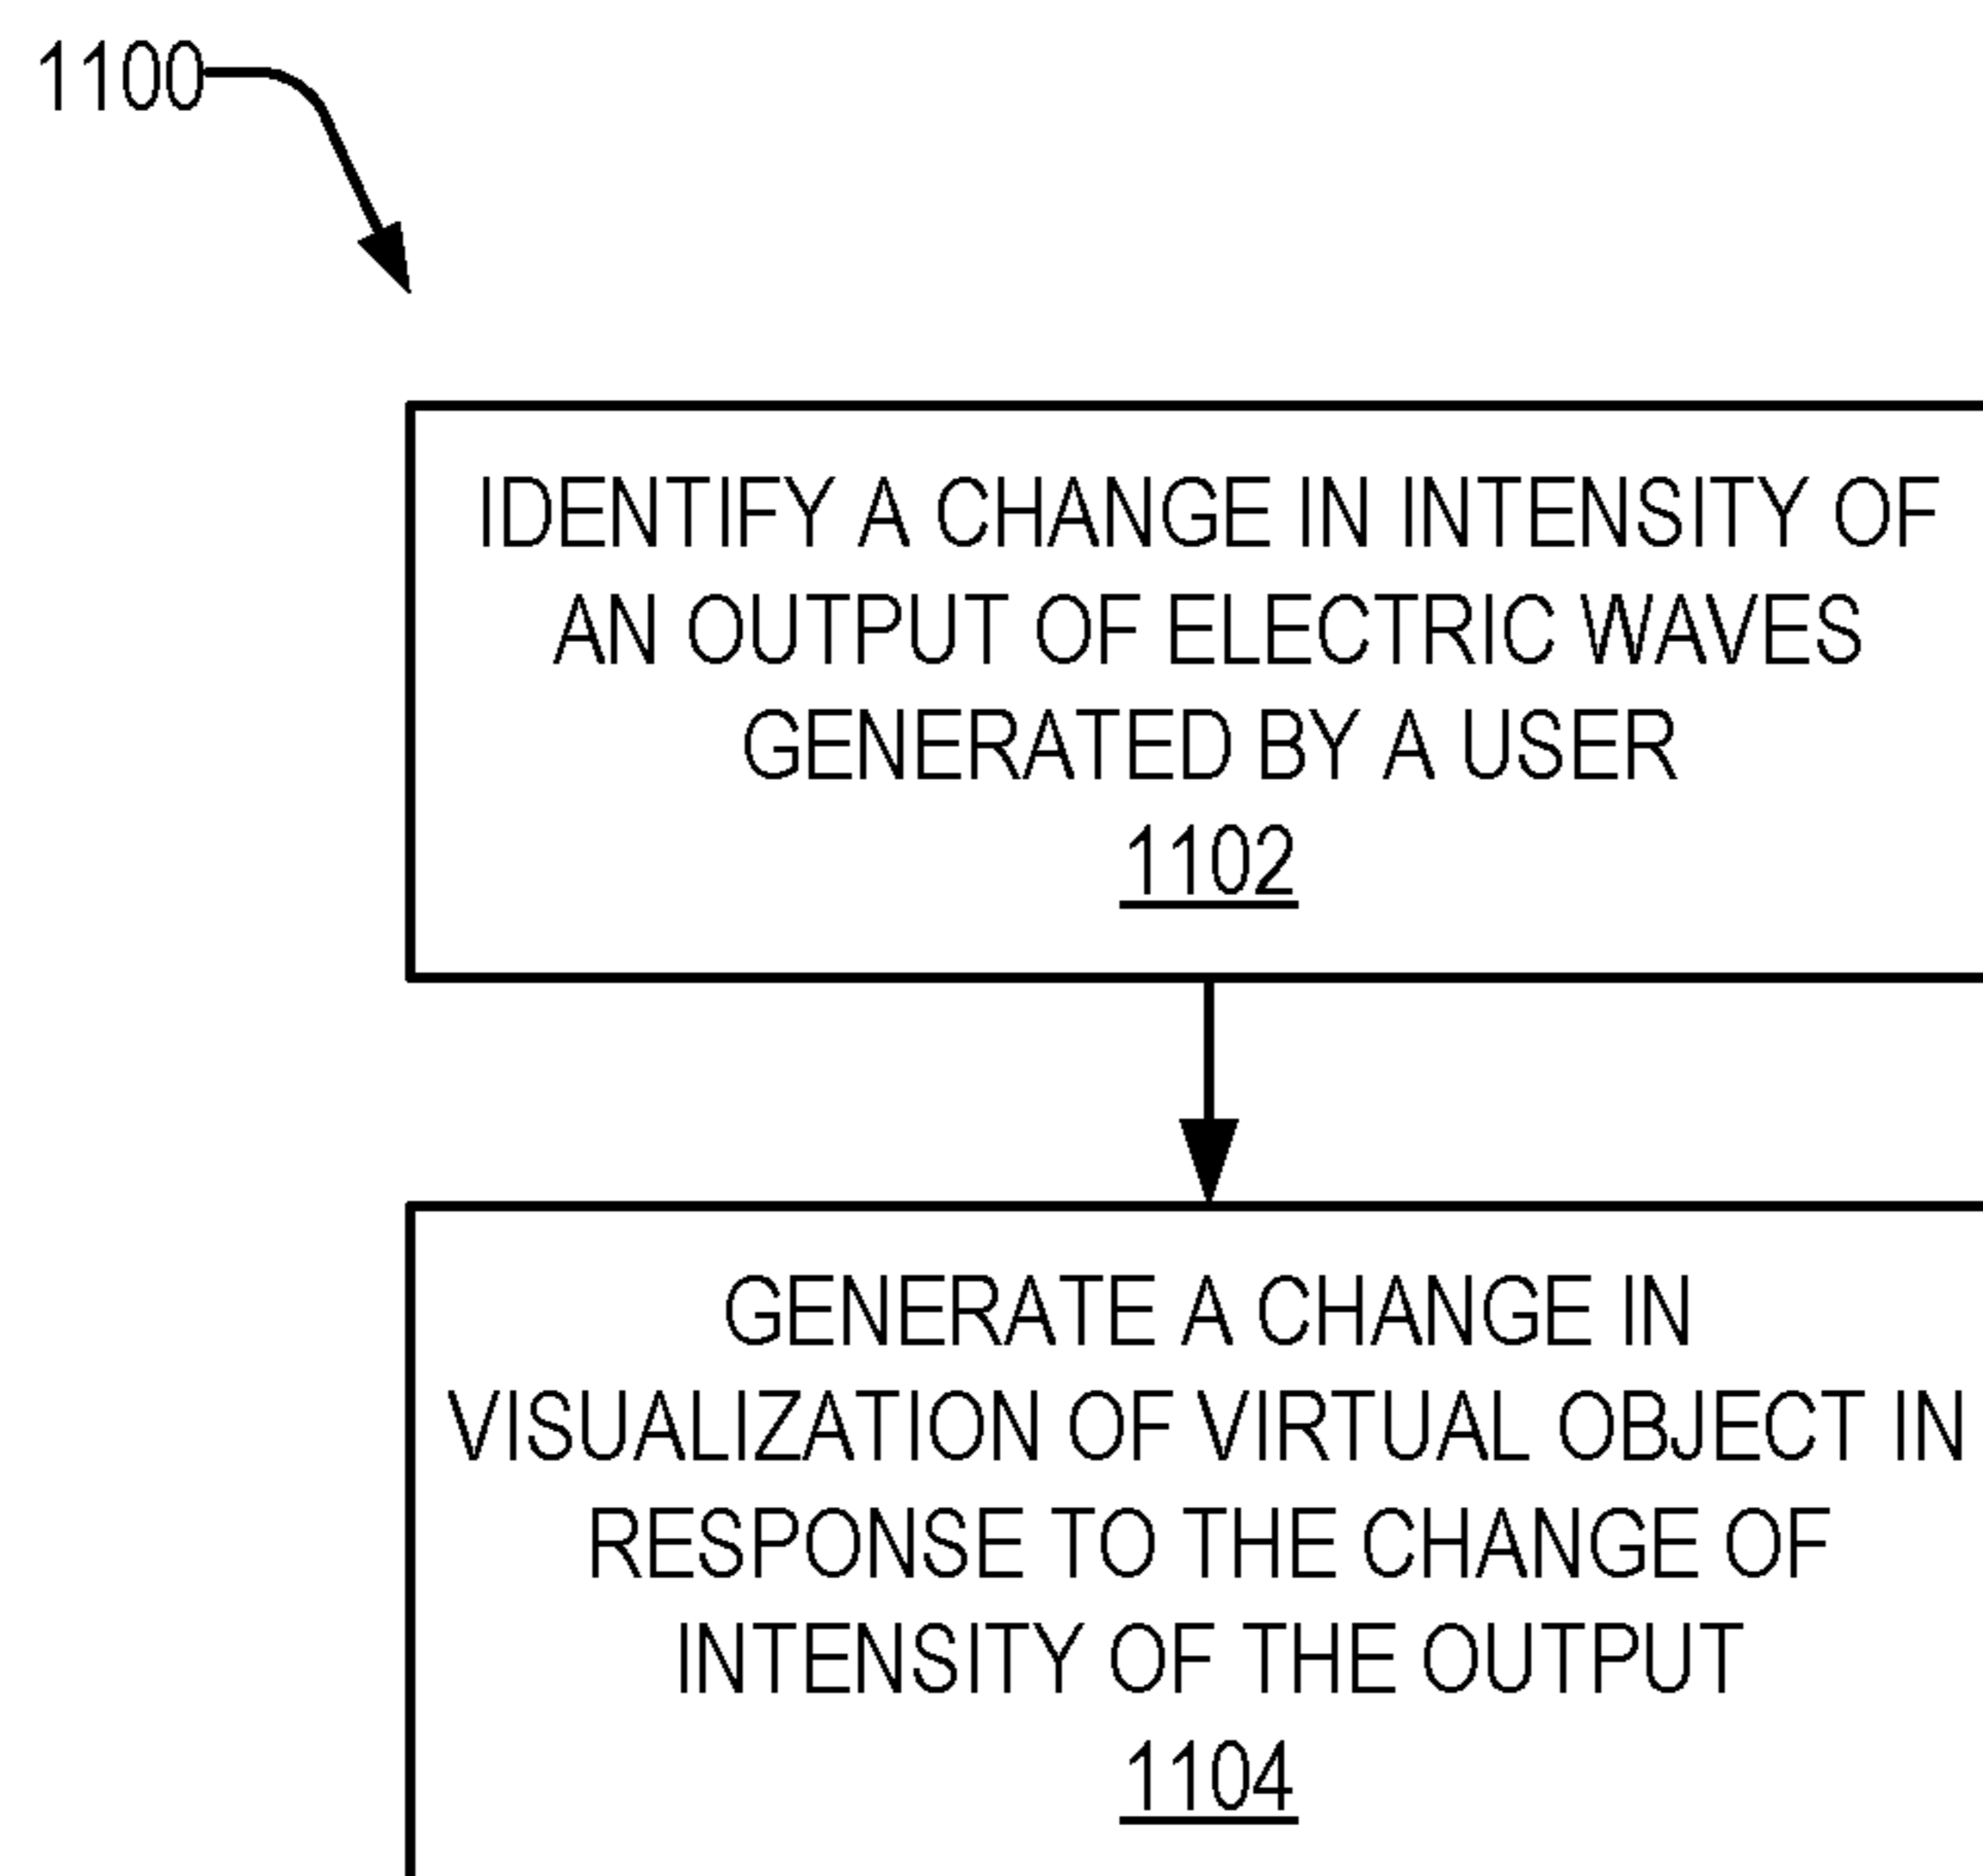 1100
IDENTIFY A CHANGE IN INTENSITY OF
AN OUTPUT OF ELECTRIC WAVES
GENERATED BY A USER
1102
GENERATE A CHANGE IN
VISUALIZATION OF VIRTUAL OBJECT IN
RESPONSE TO THE CHANGE OF
INTENSITY OF THE OUTPUT
1104